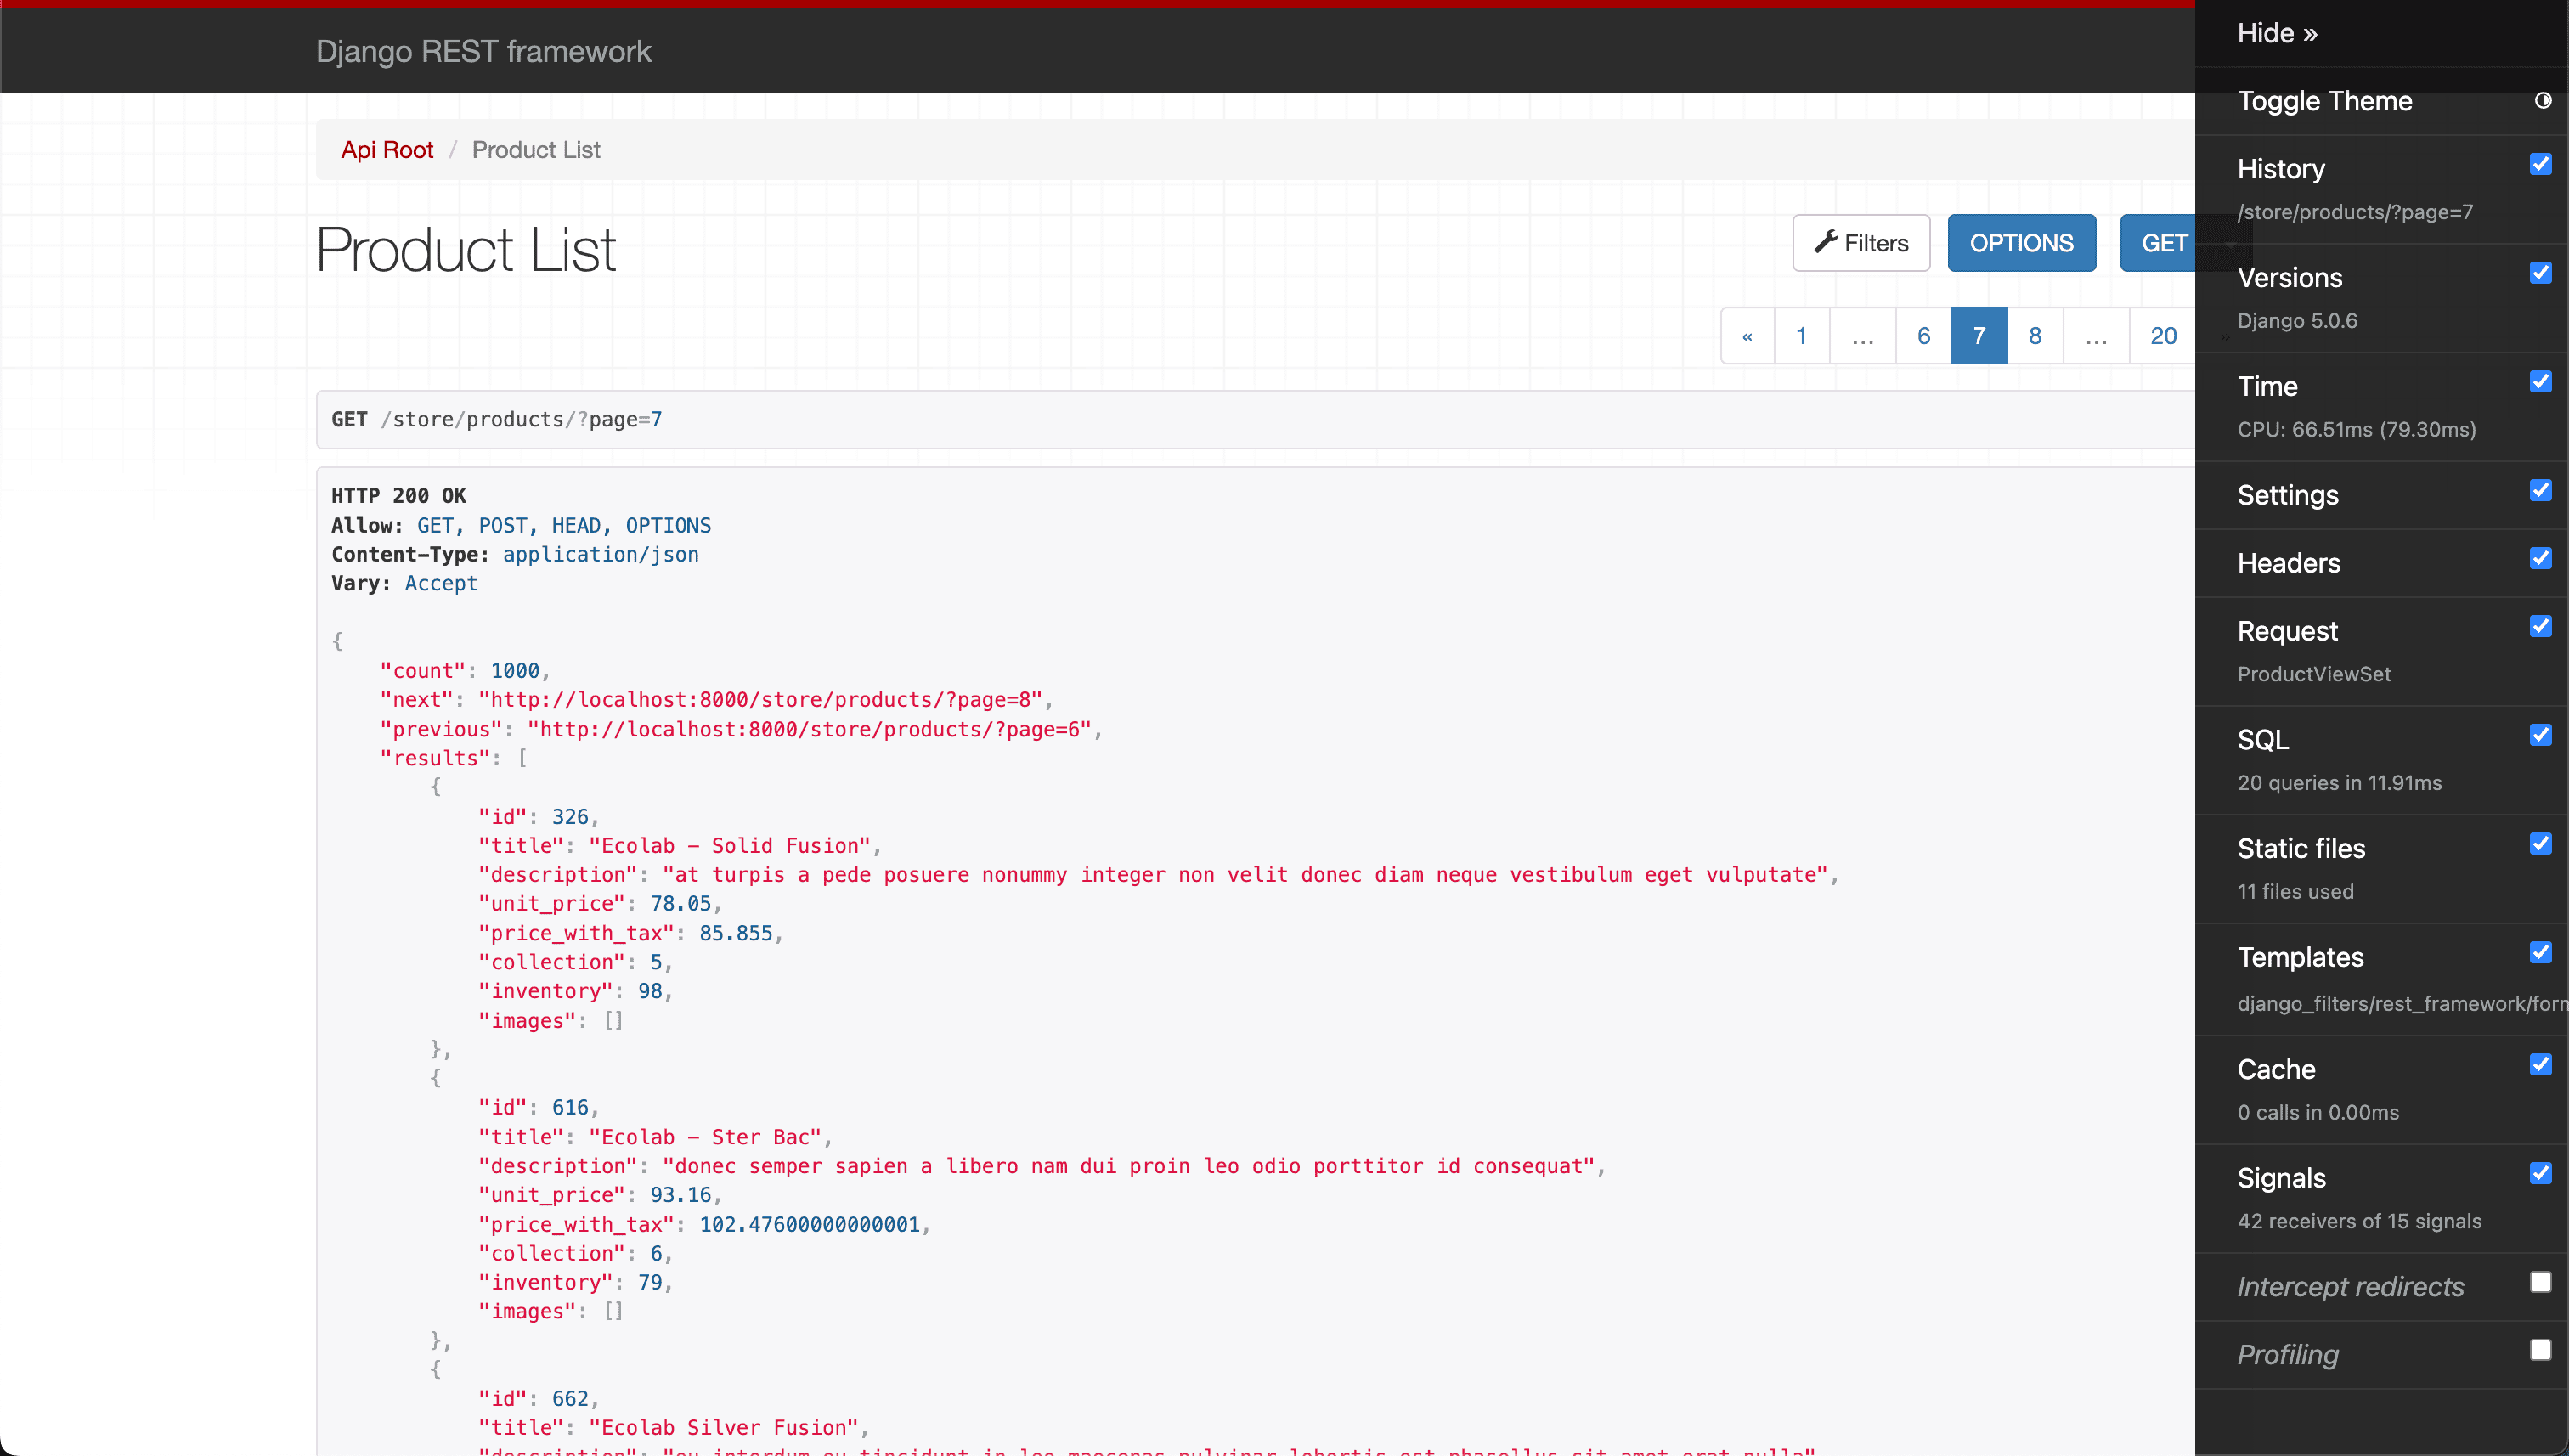 Django REST framework
Api Root / Product List
Product List
Filters
OPTIONS
GET
« 1 … 6 7 8 … 20 »
GET /store/products/?page=7
HTTP 200 OK
Allow: GET, POST, HEAD, OPTIONS
Content-Type: application/json
Vary: Accept
{
"count": 1000,
"next": "http://localhost:8000/store/products/?page=8",
"previous": "http://localhost:8000/store/products/?page=6",
"results": [
{
"id": 326,
"title": "Ecolab - Solid Fusion",
"description": "at turpis a pede posuere nonummy integer non velit donec diam neque vestibulum eget vulputate",
"unit_price": 78.05,
"price_with_tax": 85.855,
"collection": 5,
"inventory": 98,
"images": []
},
{
"id": 616,
"title": "Ecolab - Ster Bac",
"description": "donec semper sapien a libero nam dui proin leo odio porttitor id consequat",
"unit_price": 93.16,
"price_with_tax": 102.47600000000001,
"collection": 6,
"inventory": 79,
"images": []
},
{
"id": 662,
"title": "Ecolab Silver Fusion",
Hide »
Toggle Theme
History
/store/products/?page=7
Versions
Django 5.0.6
Time
CPU: 66.51ms (79.30ms)
Settings
Headers
Request
ProductViewSet
SQL
20 queries in 11.91ms
Static files
11 files used
Templates
django_filters/rest_framework/form
Cache
0 calls in 0.00ms
Signals
42 receivers of 15 signals
Intercept redirects
Profiling